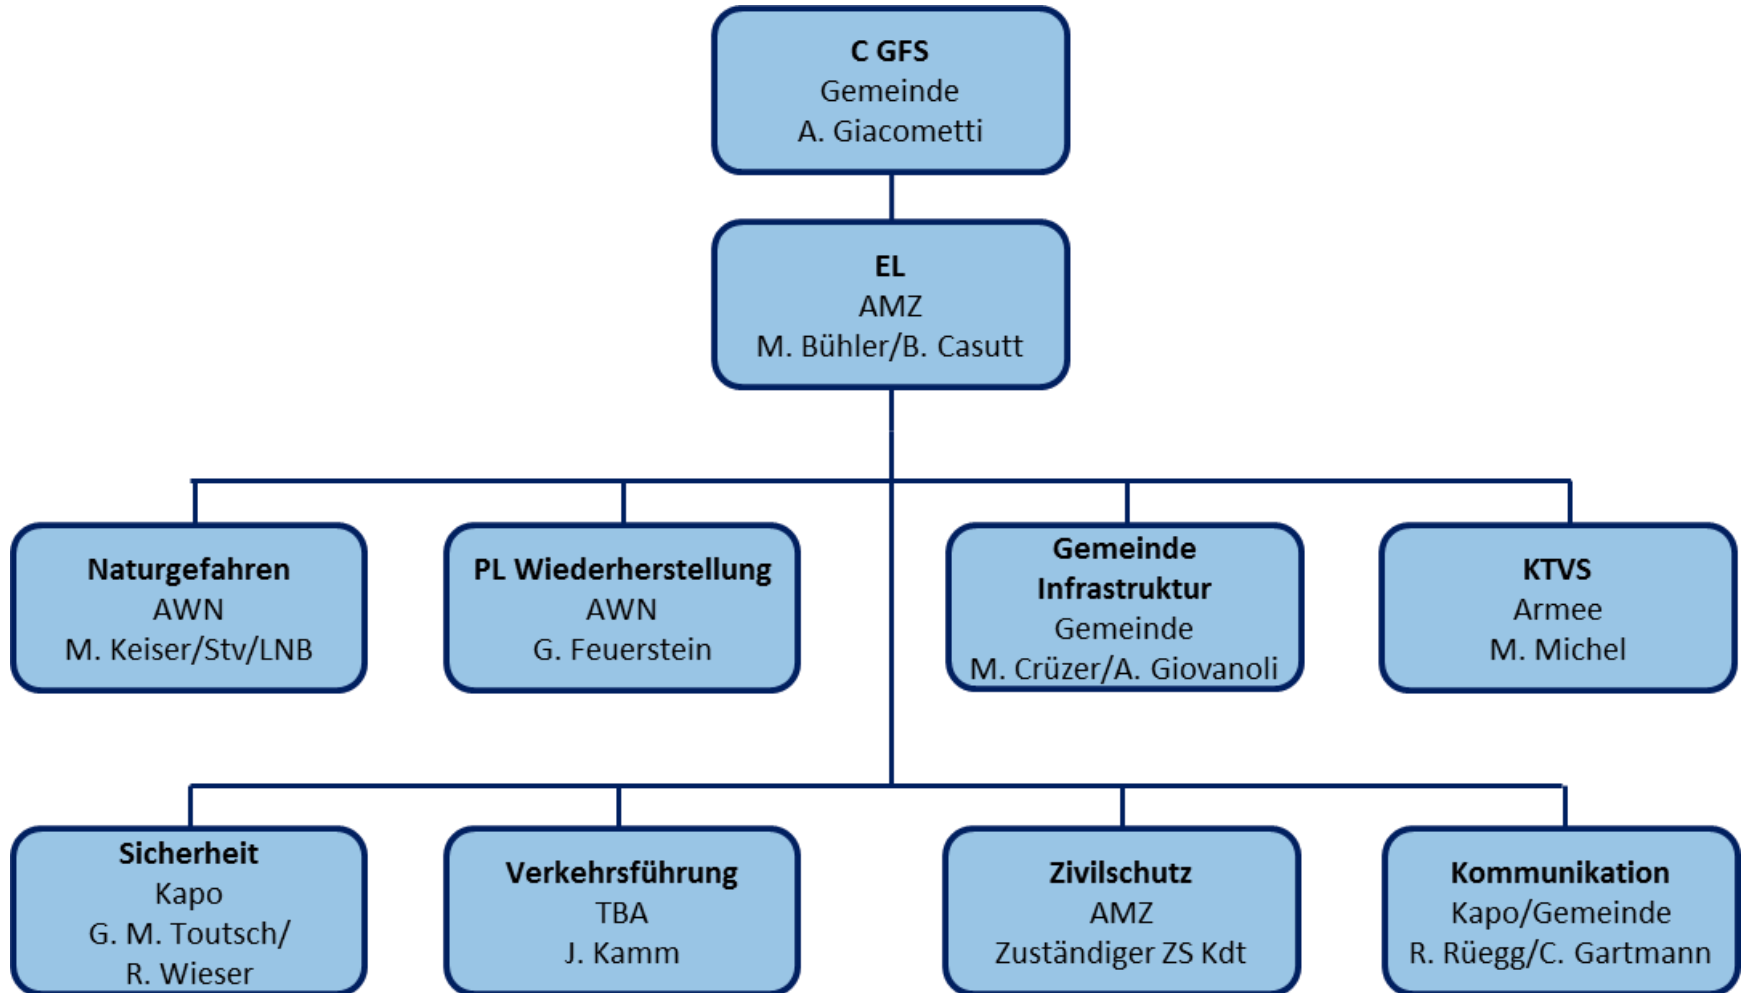 C GFS
Gemeinde
A. Giacometti
EL
AMZ
M. Bühler/B. Casutt
Naturgefahren
AWN
M. Keiser/Stv/LNB
PL Wiederherstellung
AWN
G. Feuerstein
Gemeinde
Infrastruktur
Gemeinde
M. Crüzer/A. Giovanoli
KTVS
Armee
M. Michel
Sicherheit
Kapo
G. M. Toutsch/
R. Wieser
Verkehrsführung
TBA
J. Kamm
Zivilschutz
AMZ
Zuständiger ZS Kdt
Kommunikation
Kapo/Gemeinde
R. Rüegg/C. Gartmann